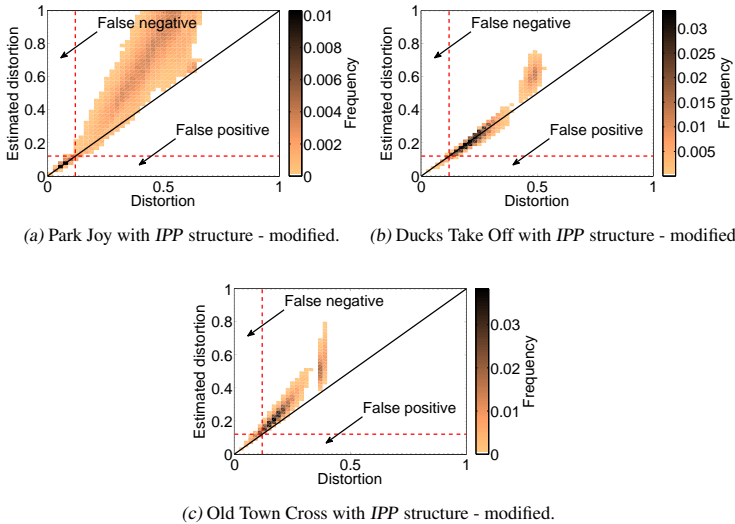 1
0.8
0.6
0.4
0.2
0
0
0.5
1
Estimated distortion
Distortion
False negative
False positive
0.01
0.008
0.006
0.004
0.002
0
Frequency
(a) Park Joy with IPP structure - modified.
1
0.8
0.6
0.4
0.2
0
0
0.5
1
Estimated distortion
Distortion
False negative
False positive
0.03
0.025
0.02
0.015
0.01
0.005
Frequency
(b) Ducks Take Off with IPP structure - modified
1
0.8
0.6
0.4
0.2
0
0
0.5
1
Estimated distortion
Distortion
False negative
False positive
0.03
0.02
0.01
0
Frequency
(c) Old Town Cross with IPP structure - modified.